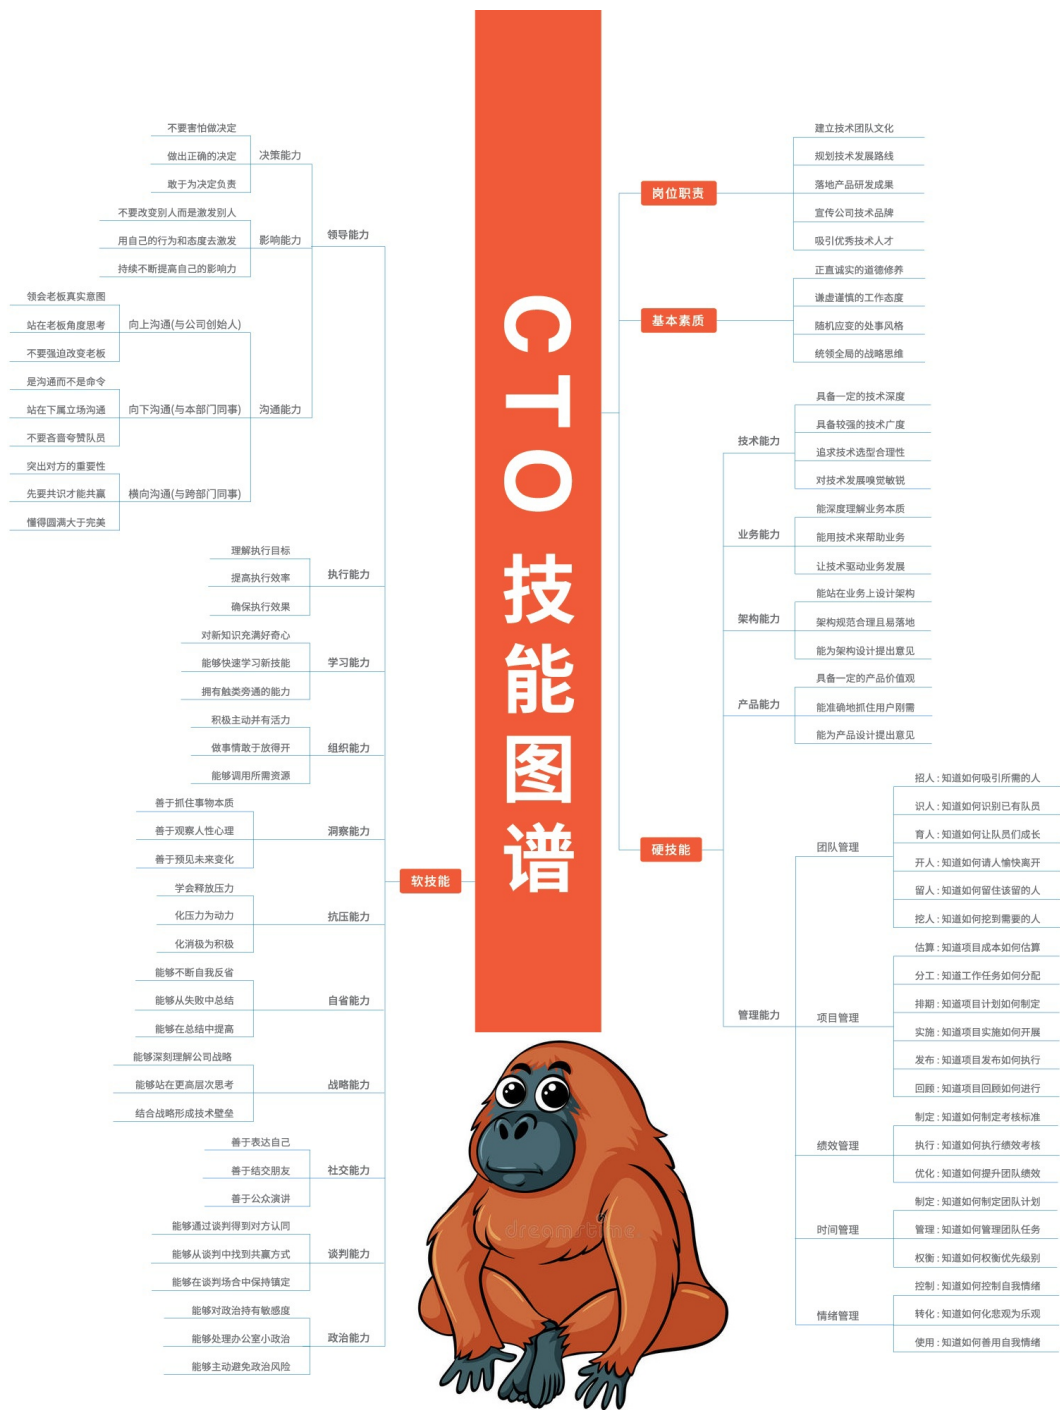 CTO 技能图谱
岗位职责
建立技术团队文化
规划技术发展路线
落地产品研发成果
宣传公司技术品牌
吸引优秀技术人才
基本素质
正直诚实的道德修养
谦虚谨慎的工作态度
随机应变的处事风格
统领全局的战略思维
硬技能
技术能力
具备一定的技术深度
具备较强的技术广度
追求技术选型合理性
对技术发展嗅觉敏锐
业务能力
能深度理解业务本质
能用技术来帮助业务
让技术驱动业务发展
架构能力
能站在业务上设计架构
架构规范合理且易落地
能为架构设计提出意见
产品能力
具备一定的产品价值观
能准确地抓住用户刚需
能为产品设计提出意见
管理能力
团队管理
招人：知道如何吸引所需的人
识人：知道如何识别已有队员
育人：知道如何让队员们成长
开人：知道如何请人愉快离开
留人：知道如何留住该留的人
挖人：知道如何挖到需要的人
项目管理
估算：知道项目成本如何估算
分工：知道工作任务如何分配
排期：知道项目计划如何制定
实施：知道项目实施如何开展
发布：知道项目发布如何执行
回顾：知道项目回顾如何进行
绩效管理
制定：知道如何制定考核标准
执行：知道如何执行绩效考核
优化：知道如何提升团队绩效
时间管理
制定：知道如何制定团队计划
管理：知道如何管理团队任务
权衡：知道如何权衡优先级别
情绪管理
控制：知道如何控制自我情绪
转化：知道如何化悲观为乐观
使用：知道如何善用自我情绪
软技能
领导能力
决策能力
不要害怕做决定
做出正确的决定
敢于为决定负责
影响能力
不要改变别人而是激发别人
用自己的行为和态度去激发
持续不断提高自己的影响力
沟通能力
向上沟通(与公司创始人)
领会老板真实意图
站在老板角度思考
不要强迫改变老板
向下沟通(与本部门同事)
是沟通而不是命令
站在下属立场沟通
不要吝啬夸赞队员
横向沟通(与跨部门同事)
突出对方的重要性
先要共识才能共赢
懂得圆满大于完美
执行能力
理解执行目标
提高执行效率
确保执行效果
学习能力
对新知识充满好奇心
能够快速学习新技能
拥有触类旁通的能力
组织能力
积极主动并有活力
做事情敢于放得开
能够调用所需资源
洞察能力
善于抓住事物本质
善于观察人性心理
善于预见未来变化
抗压能力
学会释放压力
化压力为动力
化消极为积极
自省能力
能够不断自我反省
能够从失败中总结
能够在总结中提高
战略能力
能够深刻理解公司战略
能够站在更高层次思考
结合战略形成技术壁垒
社交能力
善于表达自己
善于结交朋友
善于公众演讲
谈判能力
能够通过谈判得到对方认同
能够从谈判中找到共赢方式
能够在谈判场合中保持镇定
政治能力
能够对政治持有敏感度
能够处理办公室小政治
能够主动避免政治风险
dreamstime